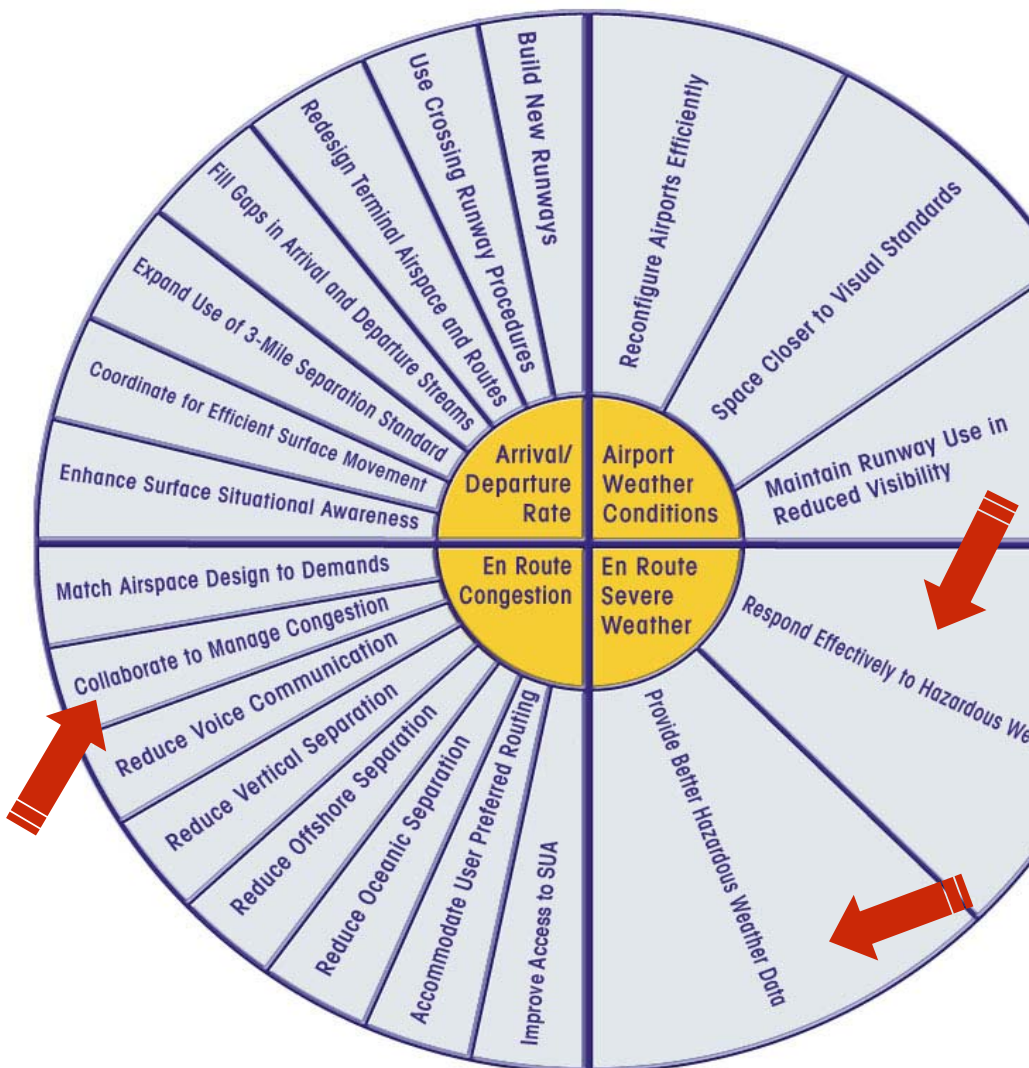 Build New Runways
Use Crossing Runway Procedures
Redesign Terminal Airspace and Routes
Fill Gaps in Arrival and Departure Streams
Expand Use of 3-Mile Separation Standard
Coordinate for Efficient Surface Movement
Enhance Surface Situational Awareness
Reconfigure Airports Efficiently
Space Closer to Visual Standards
Maintain Runway Use in
Reduced Visibility
Arrival/
Departure
Rate
Airport
Weather
Conditions
En Route
Congestion
En Route
Severe
Weather
Match Airspace Design to Demands
Collaborate to Manage Congestion
Reduce Voice Communication
Reduce Vertical Separation
Reduce Offshore Separation
Reduce Oceanic Separation
Accommodate User Preferred Routing
Improve Access to SUA
Provide Better Hazardous Weather Data
Respond Effectively to Hazardous